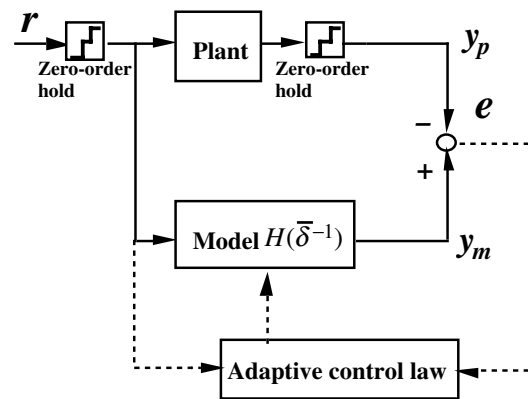 r
Zero-order
hold
Plant
Zero-order
hold
y_p
−
e
+
Model H(δ̅⁻¹)
y_m
Adaptive control law